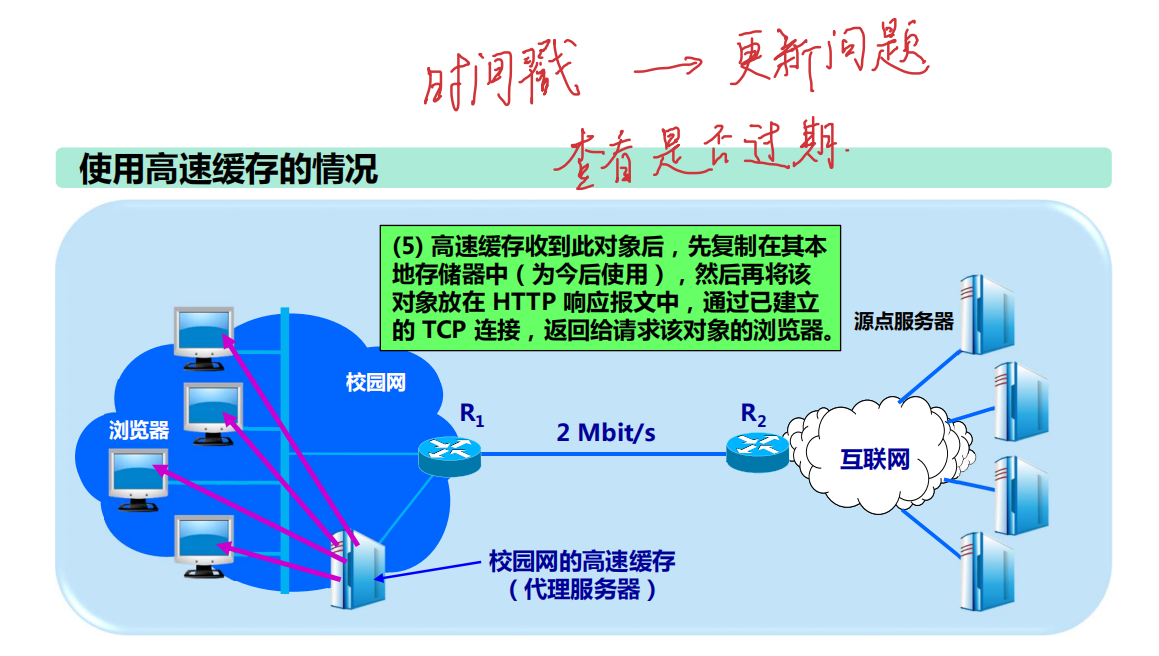 时间戳 → 更新问题
查看是否过期.
使用高速缓存的情况
(5) 高速缓存收到此对象后，先复制在其本
地存储器中（为今后使用），然后再将该
对象放在 HTTP 响应报文中，通过已建立
的 TCP 连接，返回给请求该对象的浏览器。
源点服务器
校园网
浏览器
R1
2 Mbit/s
R2
互联网
校园网的高速缓存
（代理服务器）